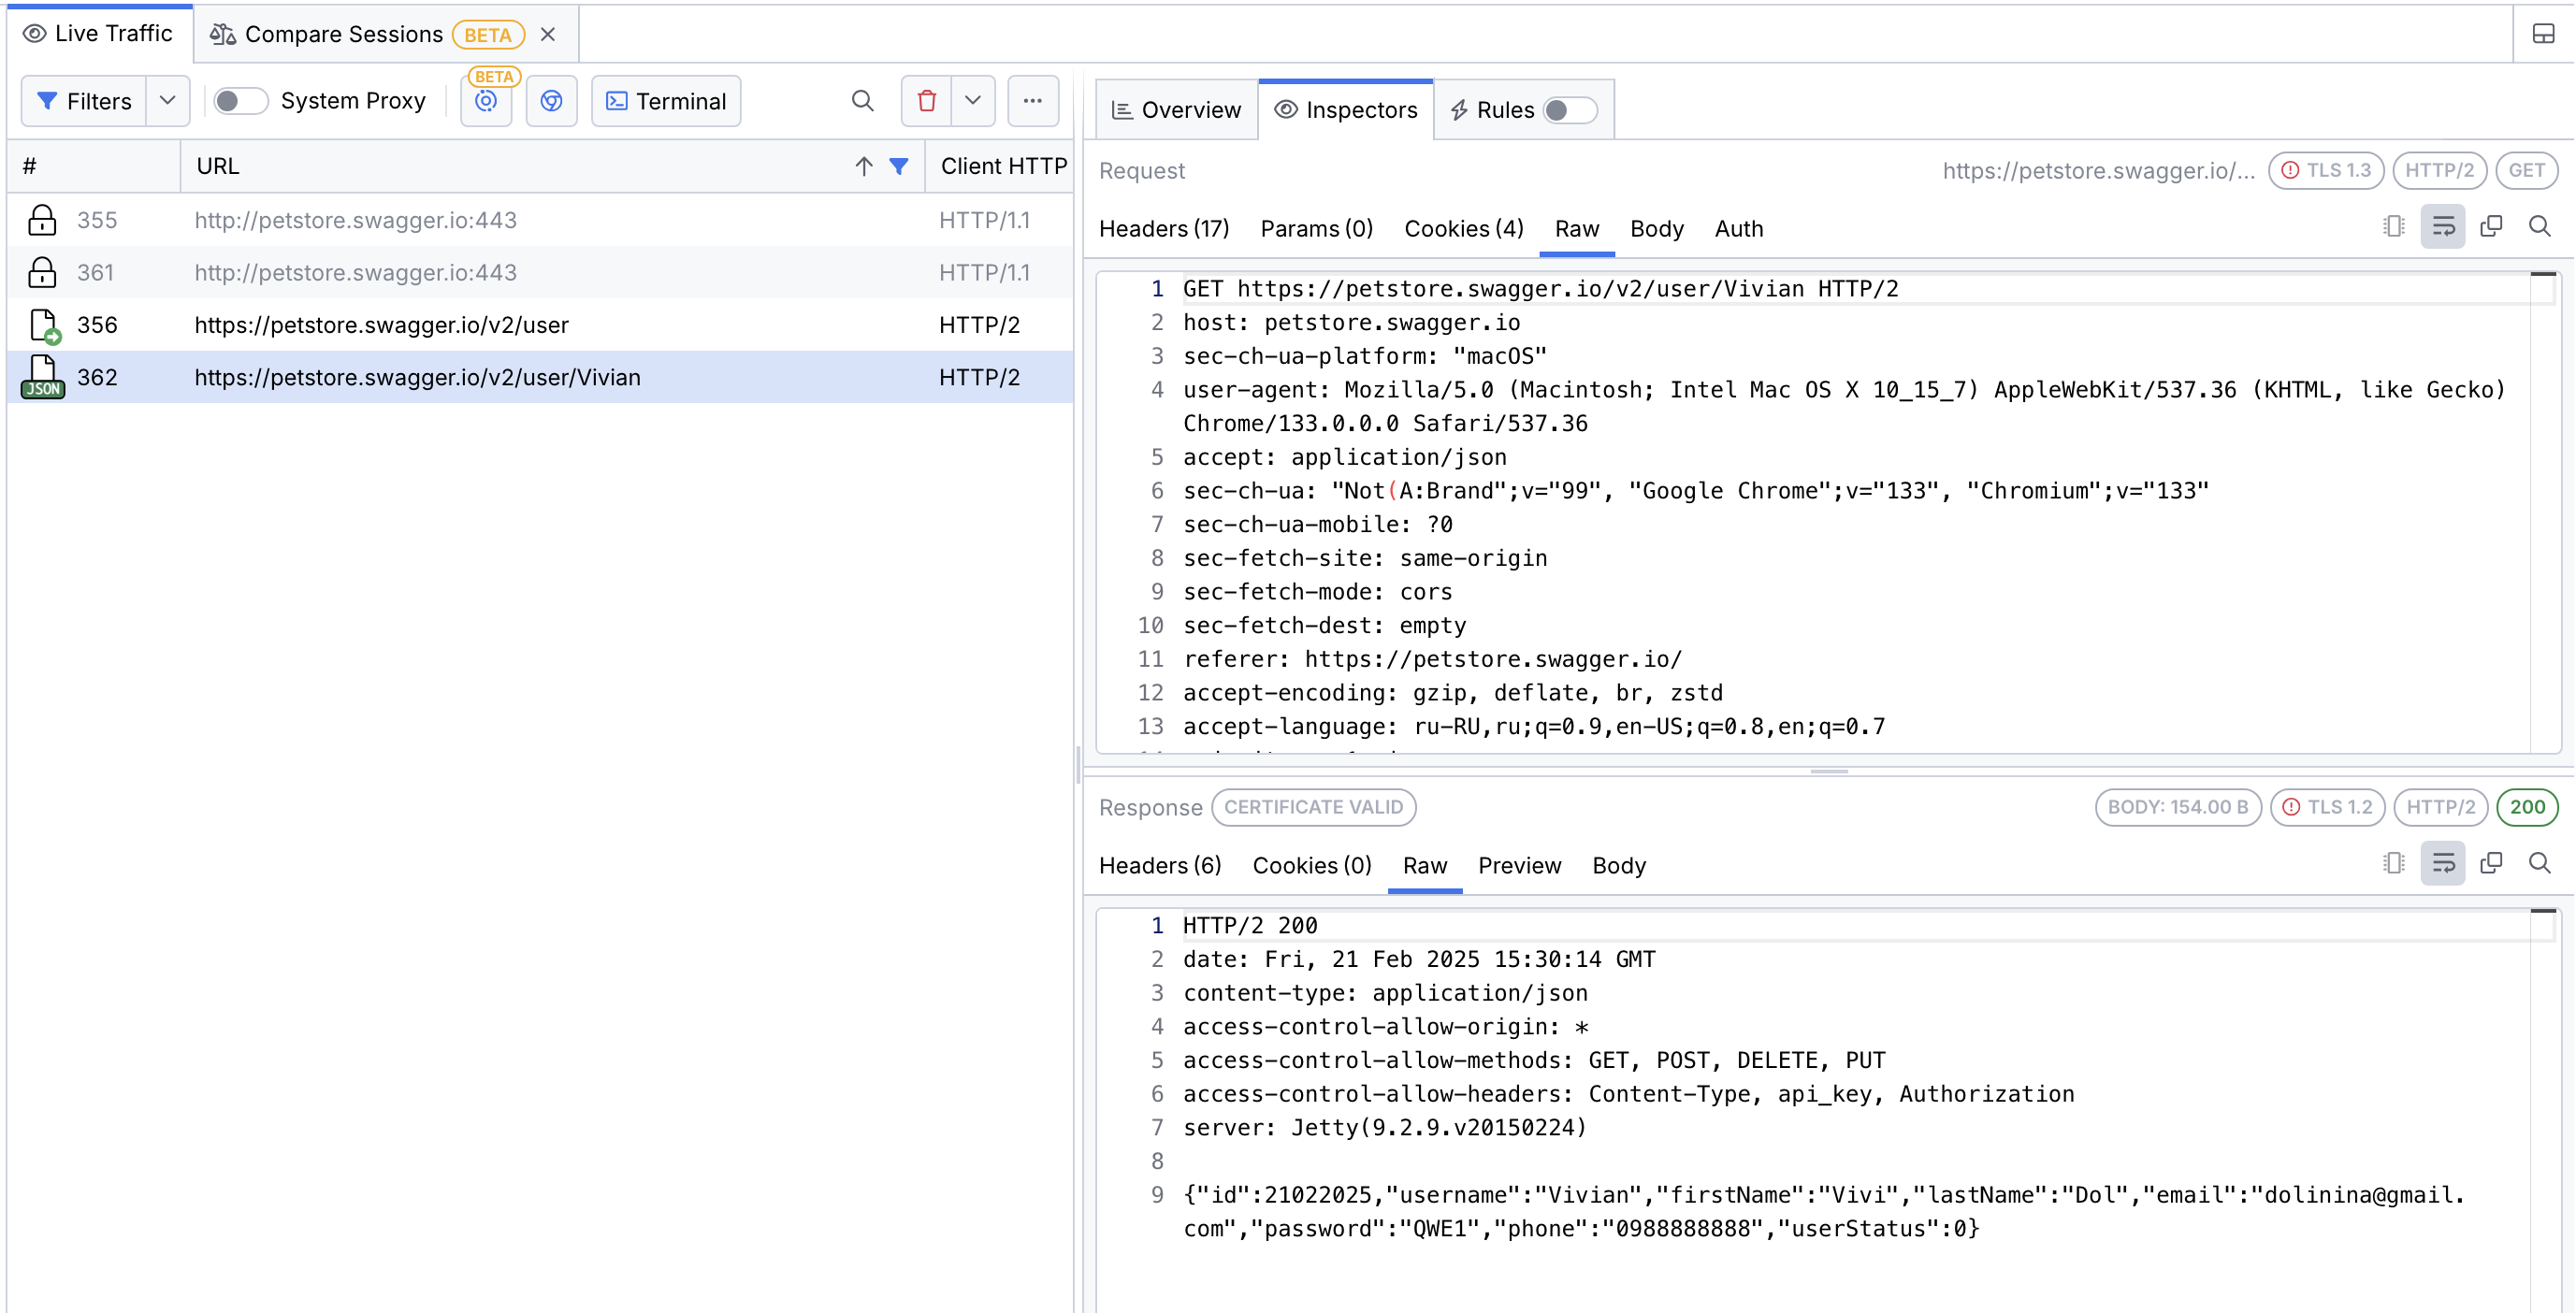 Live Traffic
Compare Sessions BETA
Filters
System Proxy
BETA
Terminal
# URL Client HTTP
355 http://petstore.swagger.io:443 HTTP/1.1
361 http://petstore.swagger.io:443 HTTP/1.1
356 https://petstore.swagger.io/v2/user HTTP/2
JSON 362 https://petstore.swagger.io/v2/user/Vivian HTTP/2
Overview Inspectors Rules
Request https://petstore.swagger.io/... TLS 1.3 HTTP/2 GET
Headers (17) Params (0) Cookies (4) Raw Body Auth
1 GET https://petstore.swagger.io/v2/user/Vivian HTTP/2
2 host: petstore.swagger.io
3 sec-ch-ua-platform: "macOS"
4 user-agent: Mozilla/5.0 (Macintosh; Intel Mac OS X 10_15_7) AppleWebKit/537.36 (KHTML, like Gecko)
Chrome/133.0.0.0 Safari/537.36
5 accept: application/json
6 sec-ch-ua: "Not(A:Brand";v="99", "Google Chrome";v="133", "Chromium";v="133"
7 sec-ch-ua-mobile: ?0
8 sec-fetch-site: same-origin
9 sec-fetch-mode: cors
10 sec-fetch-dest: empty
11 referer: https://petstore.swagger.io/
12 accept-encoding: gzip, deflate, br, zstd
13 accept-language: ru-RU,ru;q=0.9,en-US;q=0.8,en;q=0.7
Response CERTIFICATE VALID BODY: 154.00 B TLS 1.2 HTTP/2 200
Headers (6) Cookies (0) Raw Preview Body
1 HTTP/2 200
2 date: Fri, 21 Feb 2025 15:30:14 GMT
3 content-type: application/json
4 access-control-allow-origin: *
5 access-control-allow-methods: GET, POST, DELETE, PUT
6 access-control-allow-headers: Content-Type, api_key, Authorization
7 server: Jetty(9.2.9.v20150224)
8
9 {"id":21022025,"username":"Vivian","firstName":"Vivi","lastName":"Dol","email":"dolinina@gmail.
com","password":"QWE1","phone":"0988888888","userStatus":0}